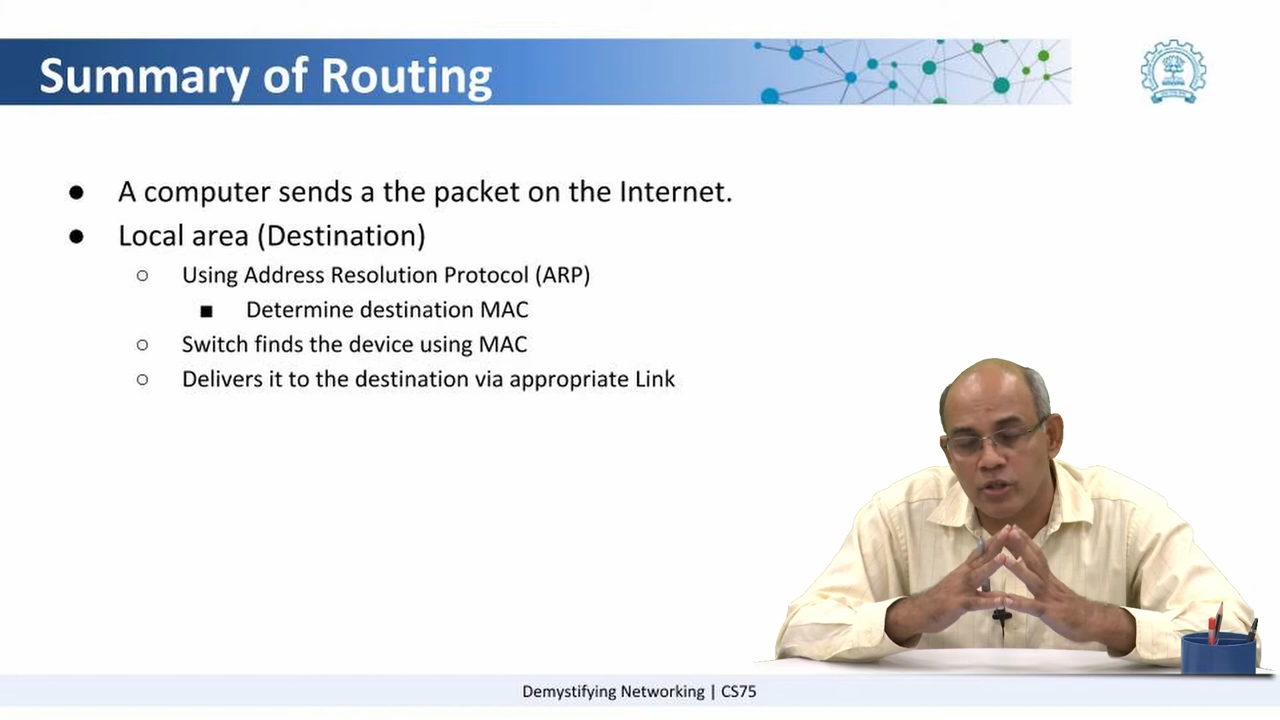 Summary of Routing
● A computer sends a the packet on the Internet.
● Local area (Destination)
○ Using Address Resolution Protocol (ARP)
■ Determine destination MAC
○ Switch finds the device using MAC
○ Delivers it to the destination via appropriate Link
Demystifying Networking | CS75